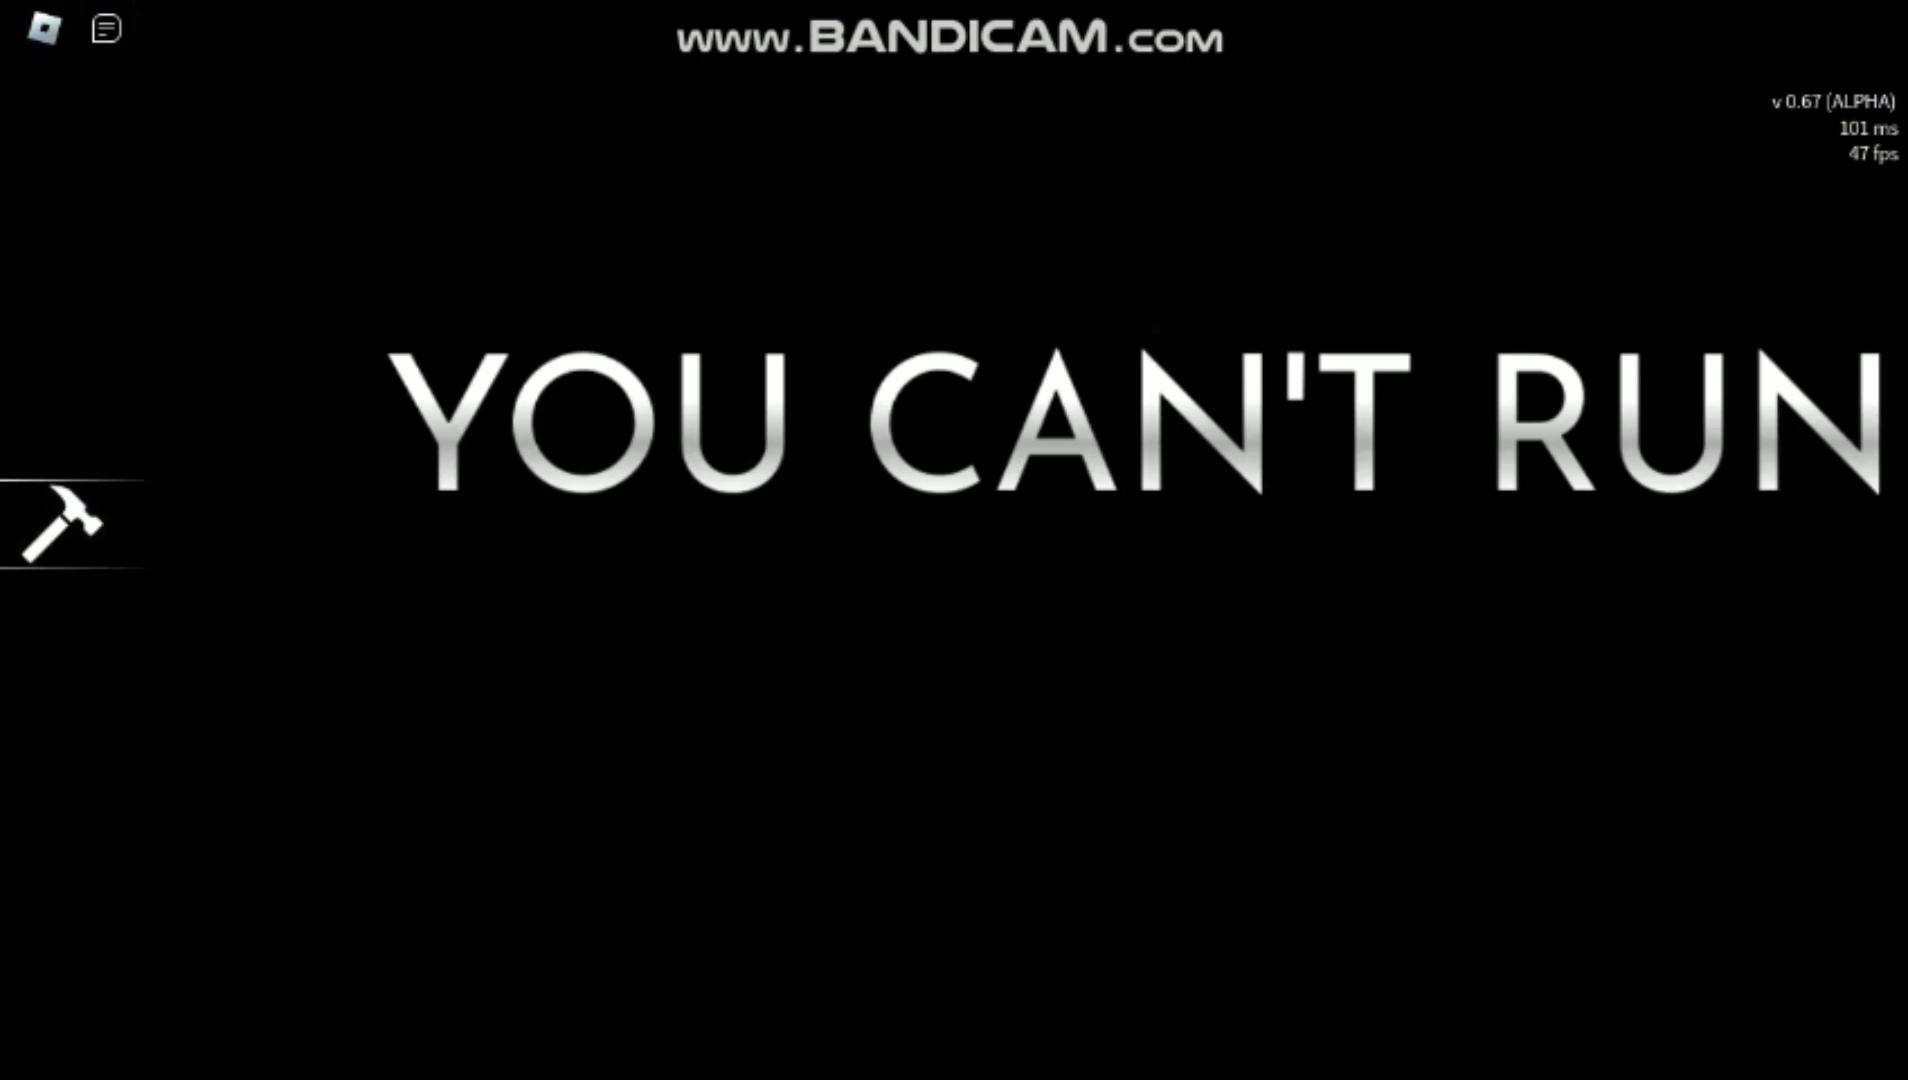 www.BANDICAM.com
v 0.67 (ALPHA)
101 ms
47 fps
YOU CAN'T RUN